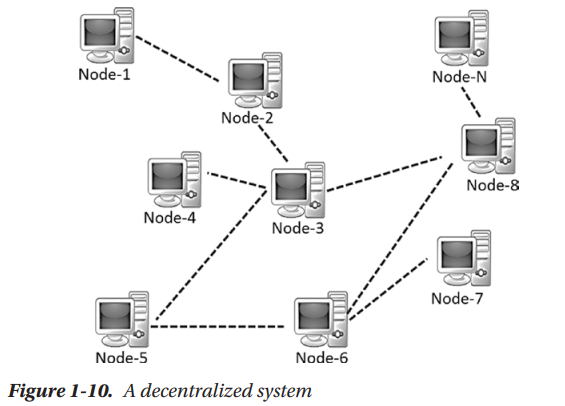 Node-1
Node-N
Node-2
Node-8
Node-4
Node-3
Node-7
Node-5
Node-6
Figure 1-10. A decentralized system